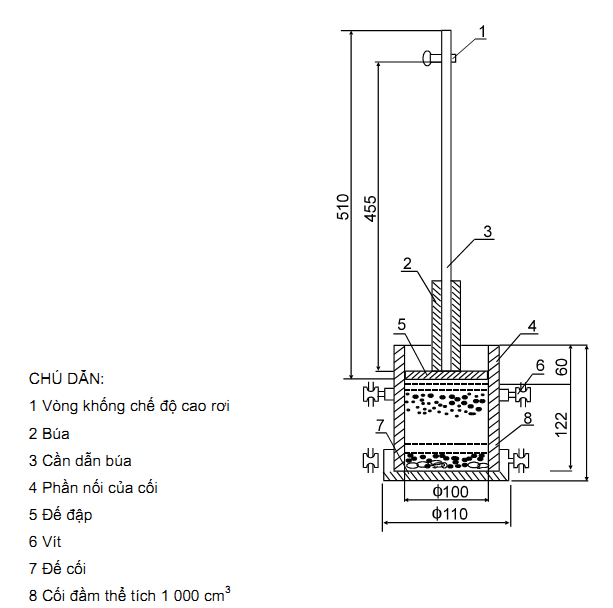 1
510
455
3
2
5
4
6
60
122
8
7
ϕ100
ϕ110
CHÚ DẪN:
1 Vòng khống chế độ cao rơi
2 Búa
3 Cần dẫn búa
4 Phần nối của cối
5 Đế đập
6 Vít
7 Đế cối
8 Cối đầm thể tích 1 000 cm³